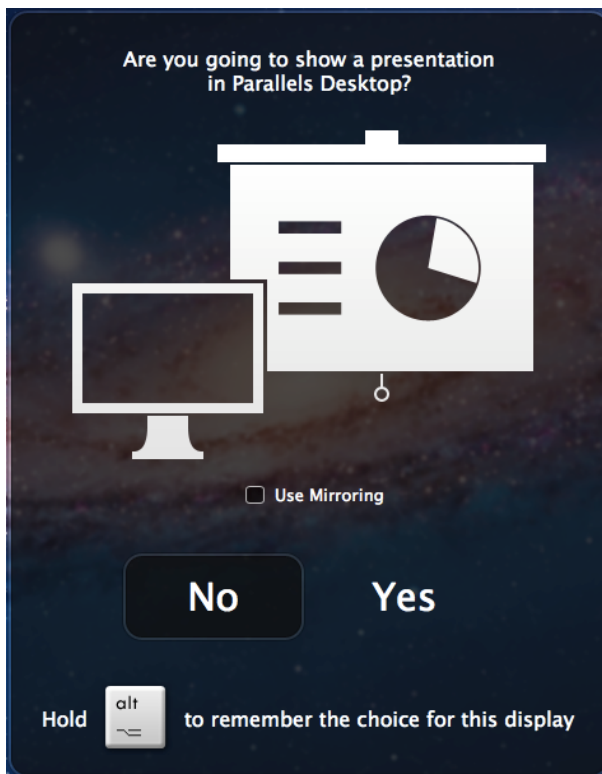 Are you going to show a presentation
in Parallels Desktop?
Use Mirroring
No Yes
Hold alt to remember the choice for this display